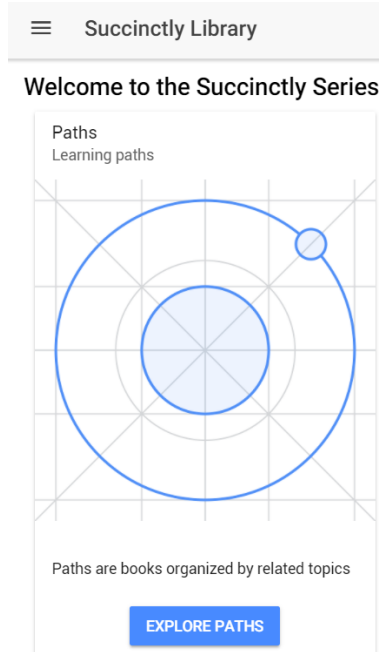 Succinctly Library
Welcome to the Succinctly Series
Paths
Learning paths
Paths are books organized by related topics
EXPLORE PATHS